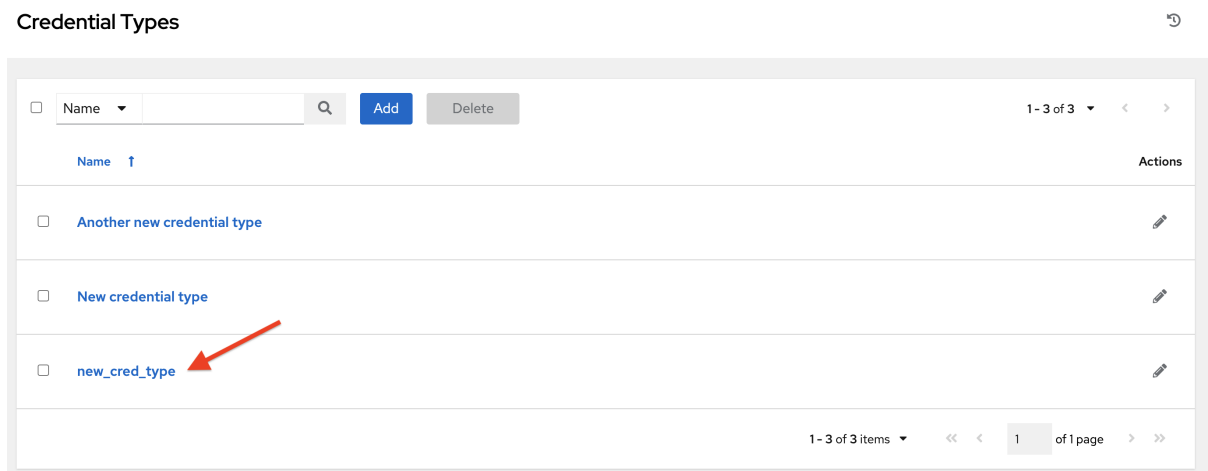 Credential Types
Name Add Delete 1 - 3 of 3
Name Actions
Another new credential type
New credential type
new_cred_type
1 - 3 of 3 items 1 of 1 page